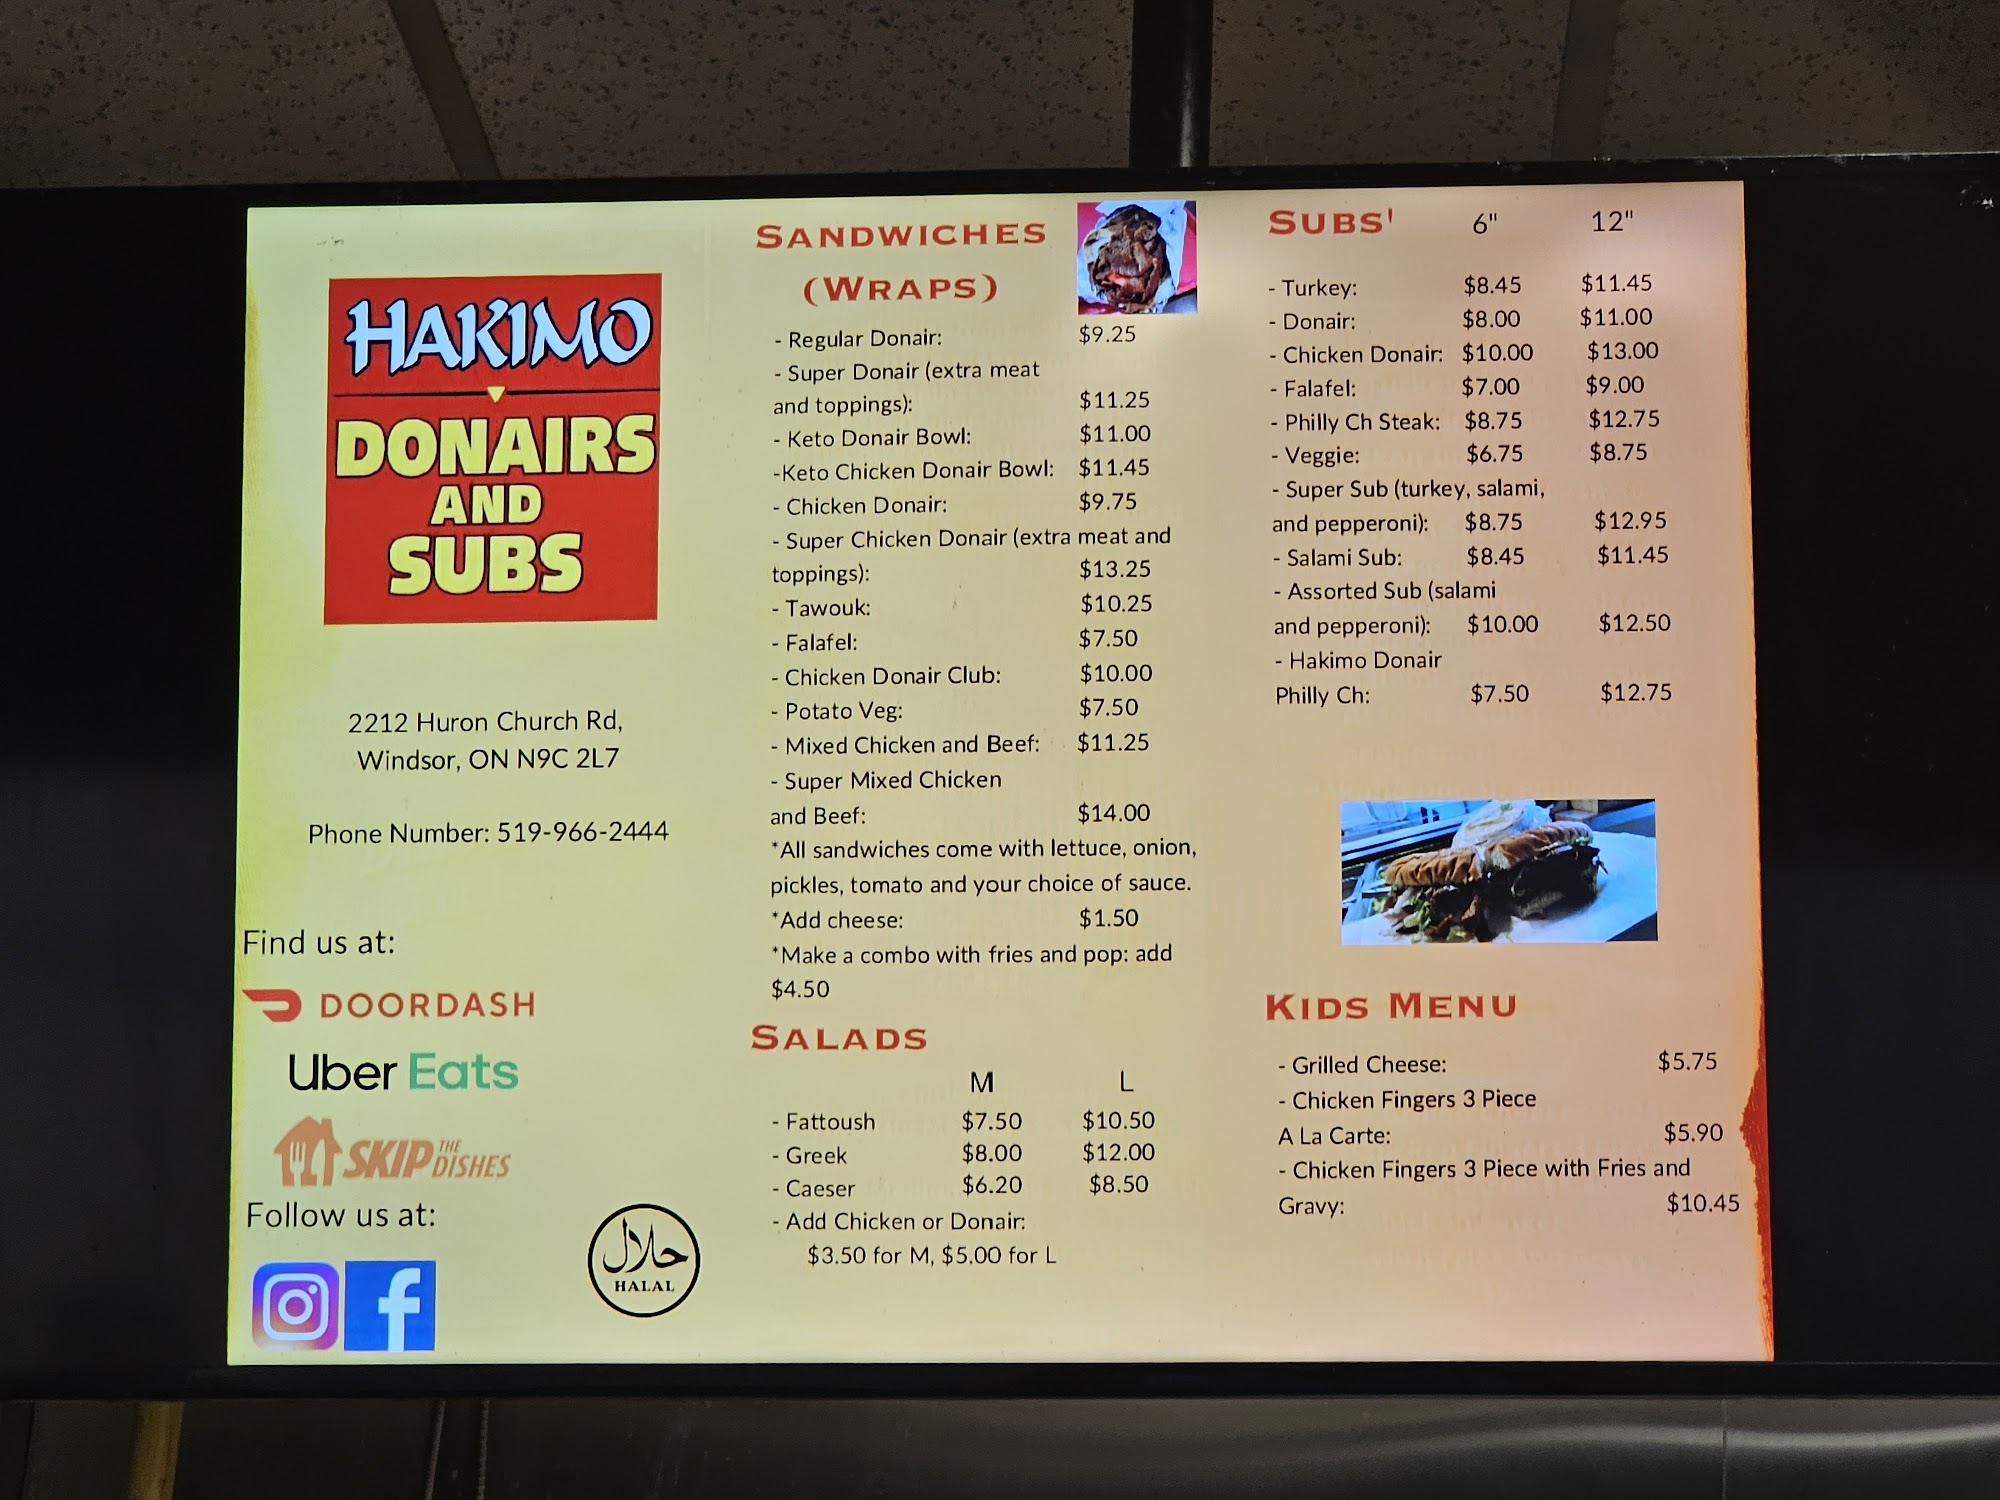 HAKIMO
DONAIRS
AND
SUBS
2212 Huron Church Rd,
Windsor, ON N9C 2L7
Phone Number: 519-966-2444
Find us at:
DOORDASH
Uber Eats
SKIP THE DISHES
Follow us at:
حلال
HALAL
SANDWICHES
(WRAPS)
- Regular Donair: $9.25
- Super Donair (extra meat
and toppings): $11.25
- Keto Donair Bowl: $11.00
-Keto Chicken Donair Bowl: $11.45
- Chicken Donair: $9.75
- Super Chicken Donair (extra meat and
toppings): $13.25
- Tawouk: $10.25
- Falafel: $7.50
- Chicken Donair Club: $10.00
- Potato Veg: $7.50
- Mixed Chicken and Beef: $11.25
- Super Mixed Chicken
and Beef: $14.00
*All sandwiches come with lettuce, onion,
pickles, tomato and your choice of sauce.
*Add cheese: $1.50
*Make a combo with fries and pop: add
$4.50
SALADS
M L
- Fattoush $7.50 $10.50
- Greek $8.00 $12.00
- Caeser $6.20 $8.50
- Add Chicken or Donair:
$3.50 for M, $5.00 for L
SUBS' 6" 12"
- Turkey: $8.45 $11.45
- Donair: $8.00 $11.00
- Chicken Donair: $10.00 $13.00
- Falafel: $7.00 $9.00
- Philly Ch Steak: $8.75 $12.75
- Veggie: $6.75 $8.75
- Super Sub (turkey, salami,
and pepperoni): $8.75 $12.95
- Salami Sub: $8.45 $11.45
- Assorted Sub (salami
and pepperoni): $10.00 $12.50
- Hakimo Donair
Philly Ch: $7.50 $12.75
KIDS MENU
- Grilled Cheese: $5.75
- Chicken Fingers 3 Piece
A La Carte: $5.90
- Chicken Fingers 3 Piece with Fries and
Gravy: $10.45